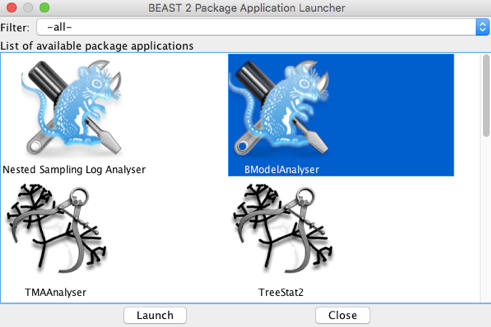 BEAST 2 Package Application Launcher
Filter: -all-
List of available package applications
Nested Sampling Log Analyser BModelAnalyser
TMAAnalyser TreeStat2
Launch Close